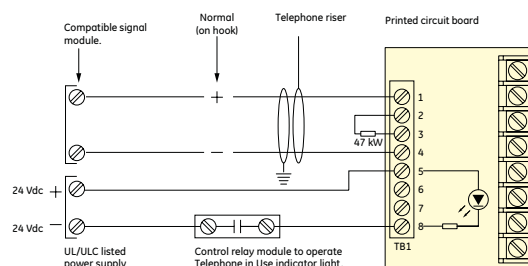 Compatible signal
module.
Normal
(on hook)
Telephone riser
Printed circuit board
+
1
2
3
47 kW
—
4
24 Vdc +
5
6
7
24 Vdc —
8
TB1
UL/ULC listed
power supply
Control relay module to operate
Telephone in Use indicator light.